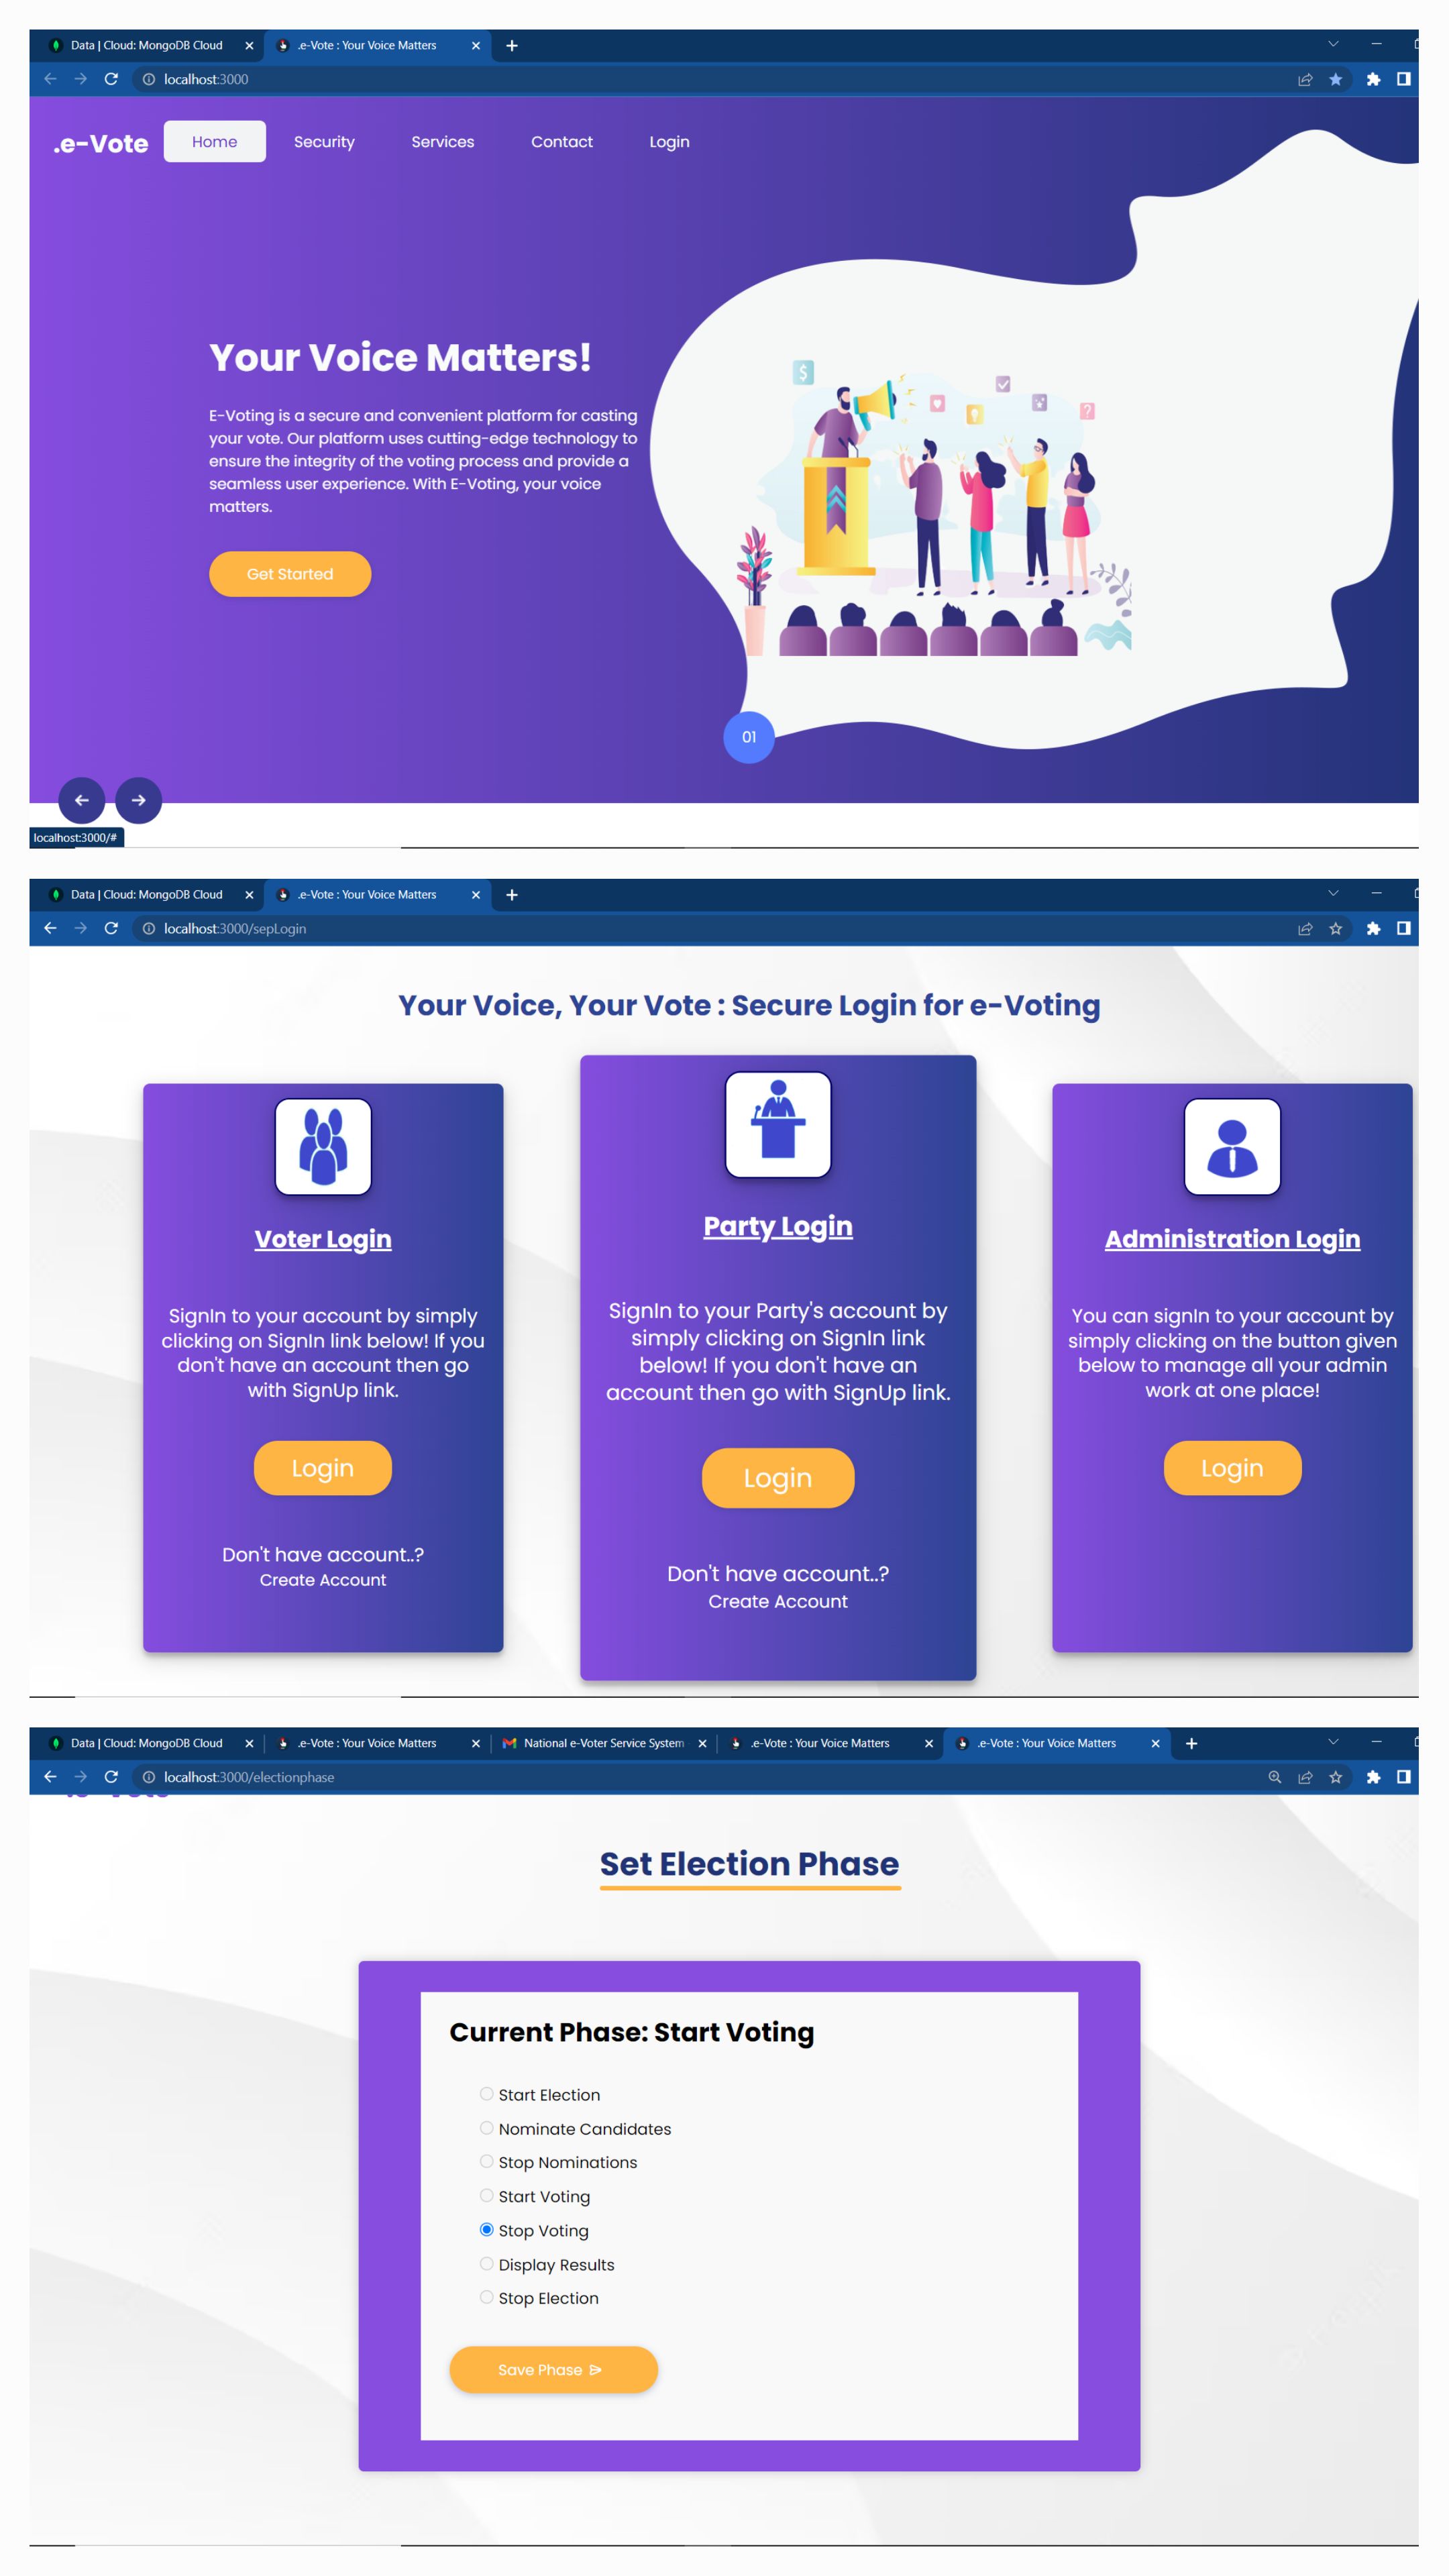 Data | Cloud: MongoDB Cloud
.e-Vote : Your Voice Matters
localhost:3000
.e-Vote
Home
Security
Services
Contact
Login
Your Voice Matters!
E-Voting is a secure and convenient platform for casting
your vote. Our platform uses cutting-edge technology to
ensure the integrity of the voting process and provide a
seamless user experience. With E-Voting, your voice
matters.
Get Started
$
?
01
localhost:3000/#
Data | Cloud: MongoDB Cloud
.e-Vote : Your Voice Matters
localhost:3000/sepLogin
Your Voice, Your Vote : Secure Login for e-Voting
Voter Login
SignIn to your account by simply
clicking on SignIn link below! If you
don't have an account then go
with SignUp link.
Login
Don't have account..?
Create Account
Party Login
SignIn to your Party's account by
simply clicking on SignIn link
below! If you don't have an
account then go with SignUp link.
Login
Don't have account..?
Create Account
Administration Login
You can signIn to your account by
simply clicking on the button given
below to manage all your admin
work at one place!
Login
Data | Cloud: MongoDB Cloud
.e-Vote : Your Voice Matters
National e-Voter Service System
.e-Vote : Your Voice Matters
.e-Vote : Your Voice Matters
localhost:3000/electionphase
Set Election Phase
Current Phase: Start Voting
Start Election
Nominate Candidates
Stop Nominations
Start Voting
Stop Voting
Display Results
Stop Election
Save Phase